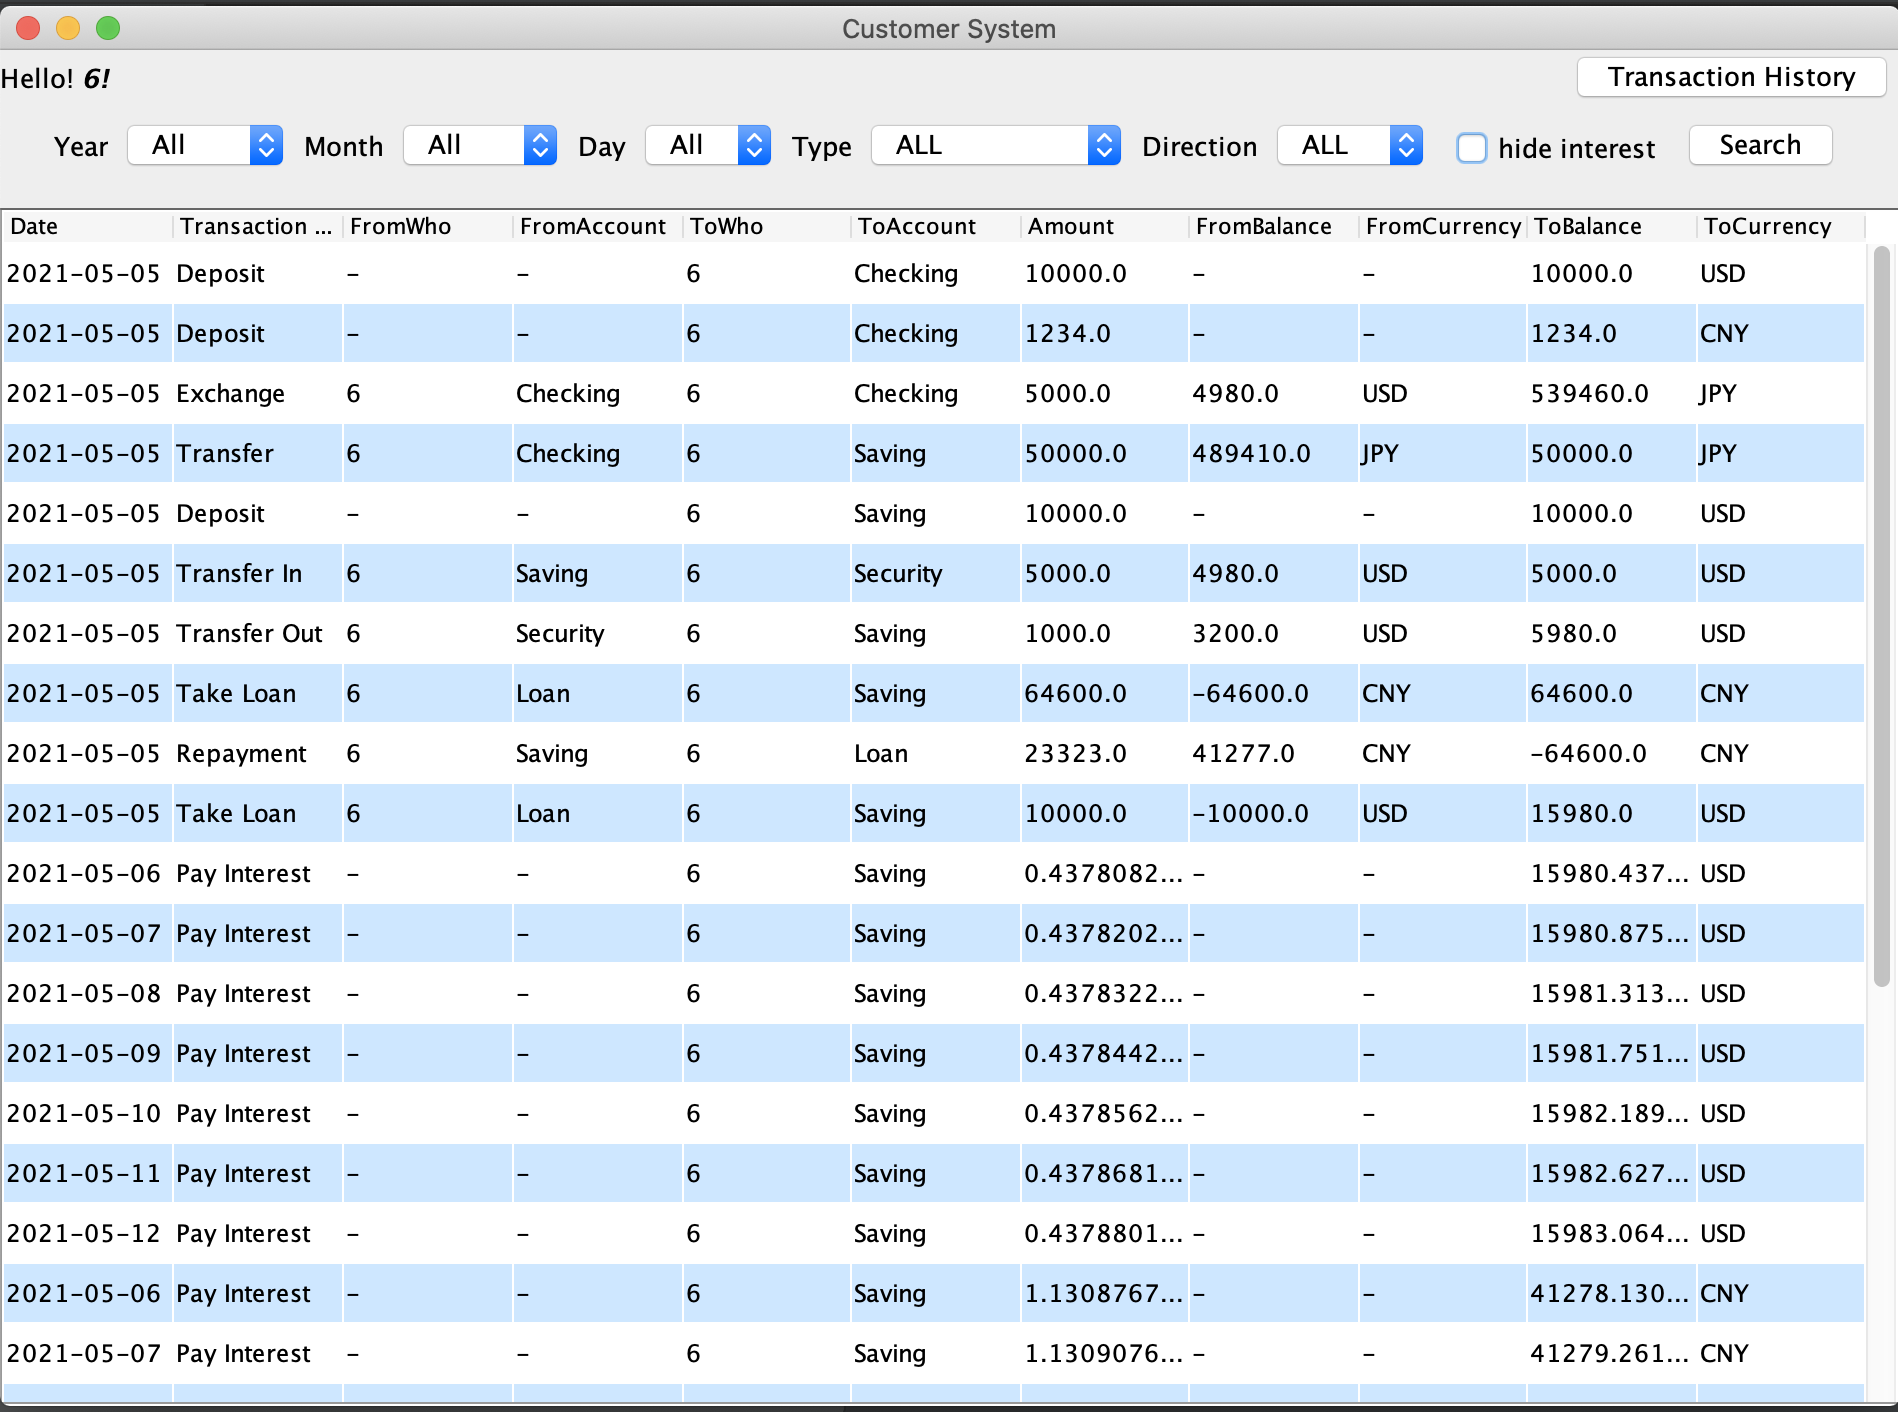 Customer System
Hello! 6!
Transaction History
Year All Month All Day All Type ALL Direction ALL hide interest Search
Date Transaction ... FromWho FromAccount ToWho ToAccount Amount FromBalance FromCurrency ToBalance ToCurrency
2021-05-05 Deposit - - 6 Checking 10000.0 - - 10000.0 USD
2021-05-05 Deposit - - 6 Checking 1234.0 - - 1234.0 CNY
2021-05-05 Exchange 6 Checking 6 Checking 5000.0 4980.0 USD 539460.0 JPY
2021-05-05 Transfer 6 Checking 6 Saving 50000.0 489410.0 JPY 50000.0 JPY
2021-05-05 Deposit - - 6 Saving 10000.0 - - 10000.0 USD
2021-05-05 Transfer In 6 Saving 6 Security 5000.0 4980.0 USD 5000.0 USD
2021-05-05 Transfer Out 6 Security 6 Saving 1000.0 3200.0 USD 5980.0 USD
2021-05-05 Take Loan 6 Loan 6 Saving 64600.0 -64600.0 CNY 64600.0 CNY
2021-05-05 Repayment 6 Saving 6 Loan 23323.0 41277.0 CNY -64600.0 CNY
2021-05-05 Take Loan 6 Loan 6 Saving 10000.0 -10000.0 USD 15980.0 USD
2021-05-06 Pay Interest - - 6 Saving 0.4378082... - - 15980.437... USD
2021-05-07 Pay Interest - - 6 Saving 0.4378202... - - 15980.875... USD
2021-05-08 Pay Interest - - 6 Saving 0.4378322... - - 15981.313... USD
2021-05-09 Pay Interest - - 6 Saving 0.4378442... - - 15981.751... USD
2021-05-10 Pay Interest - - 6 Saving 0.4378562... - - 15982.189... USD
2021-05-11 Pay Interest - - 6 Saving 0.4378681... - - 15982.627... USD
2021-05-12 Pay Interest - - 6 Saving 0.4378801... - - 15983.064... USD
2021-05-06 Pay Interest - - 6 Saving 1.1308767... - - 41278.130... CNY
2021-05-07 Pay Interest - - 6 Saving 1.1309076... - - 41279.261... CNY